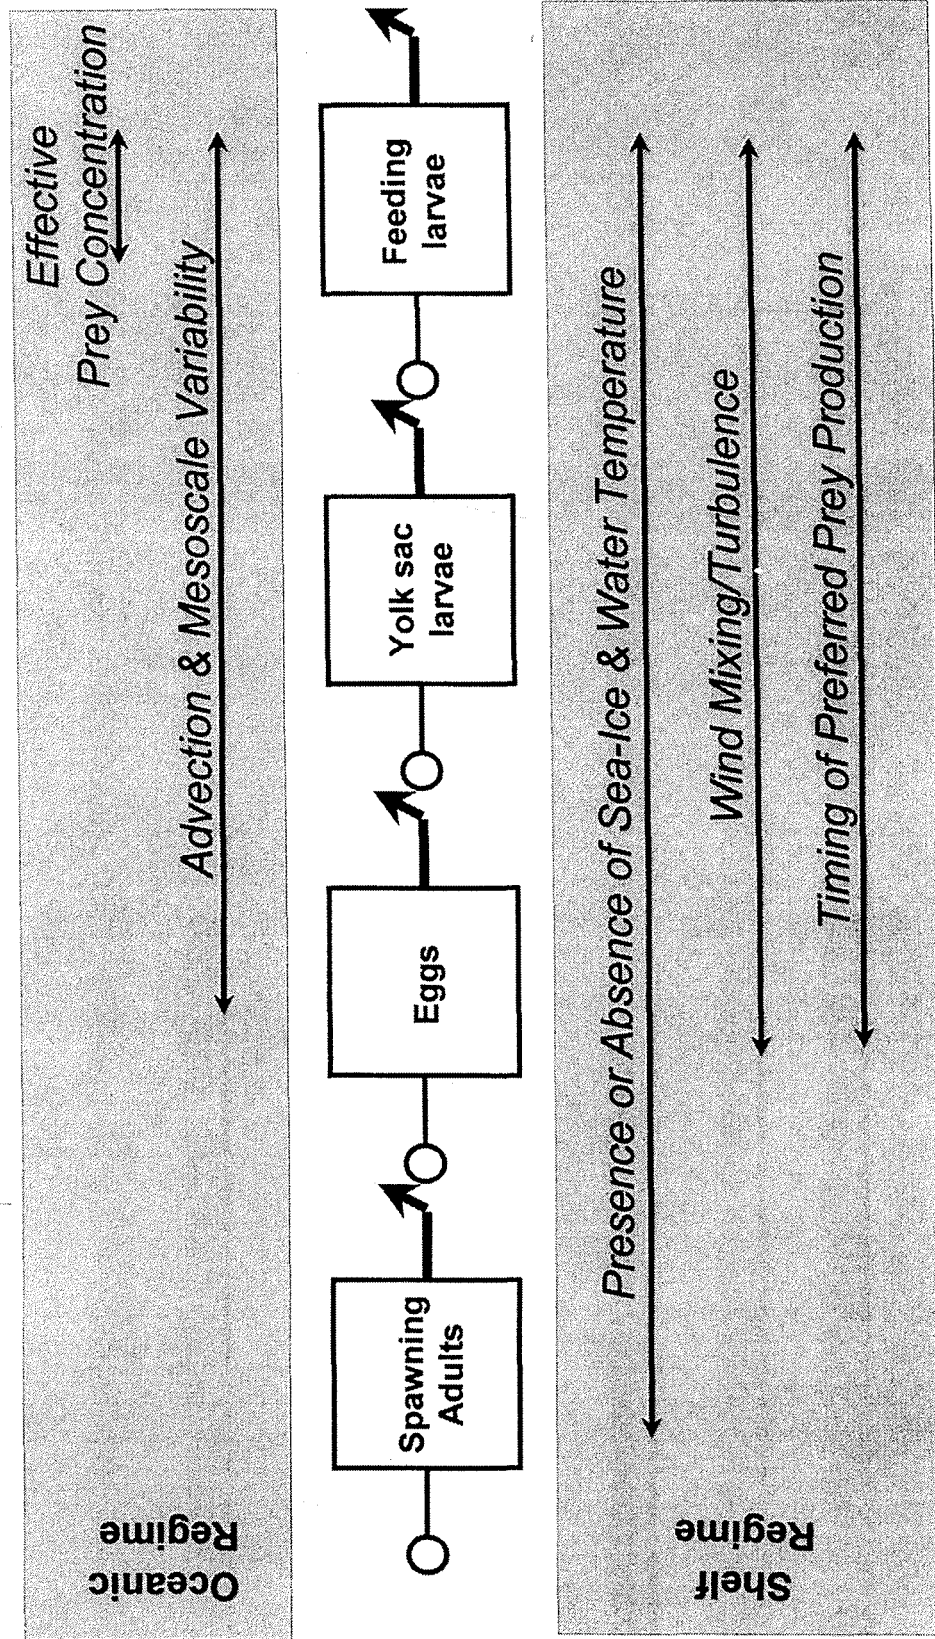 Oceanic
Regime
Effective
Prey Concentration
Advection & Mesoscale Variability
Spawning
Adults
Eggs
Yolk sac
larvae
Feeding
larvae
Shelf
Regime
Presence or Absence of Sea-Ice & Water Temperature
Wind Mixing/Turbulence
Timing of Preferred Prey Production